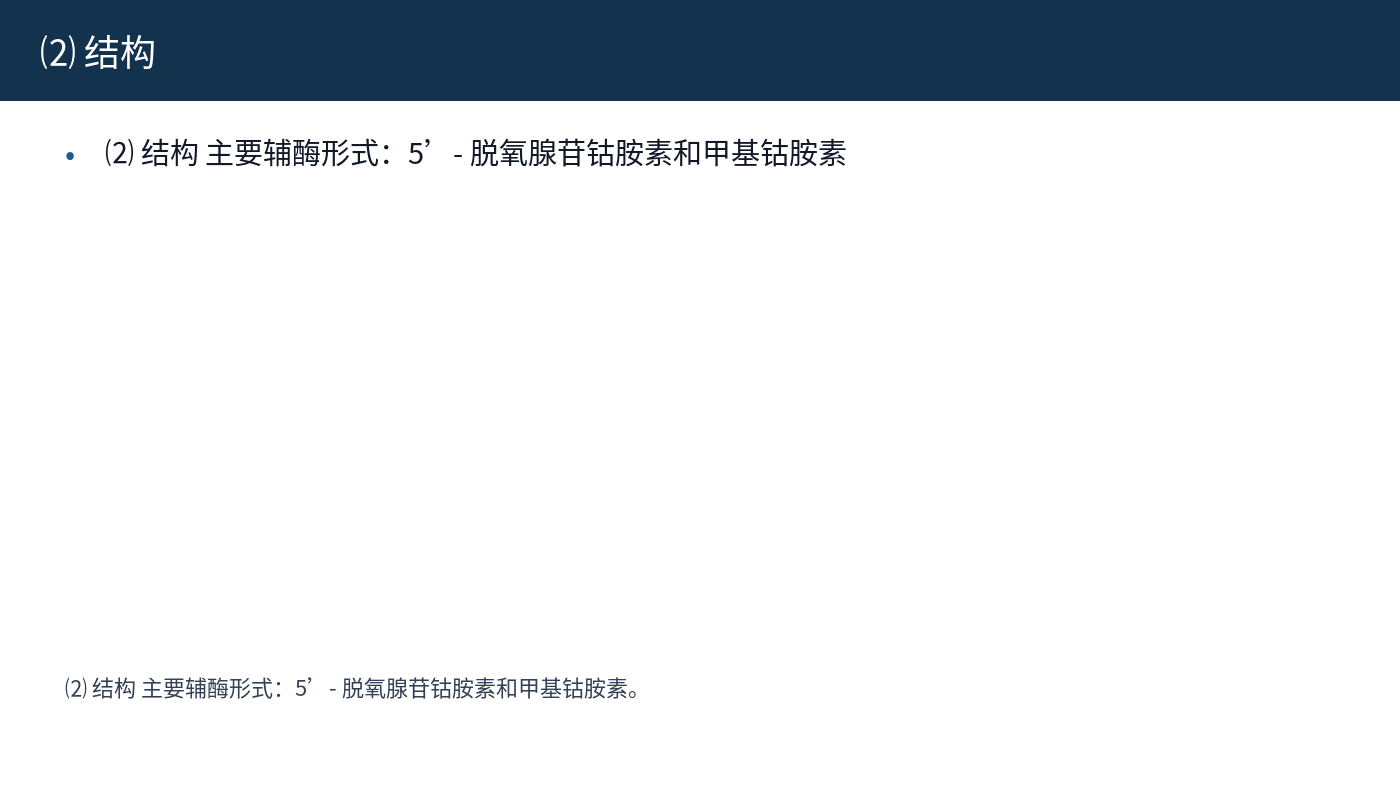 ⑵ 结构
• ⑵ 结构 主要辅酶形式：5’ - 脱氧腺苷钴胺素和甲基钴胺素
⑵ 结构 主要辅酶形式：5’ - 脱氧腺苷钴胺素和甲基钴胺素。